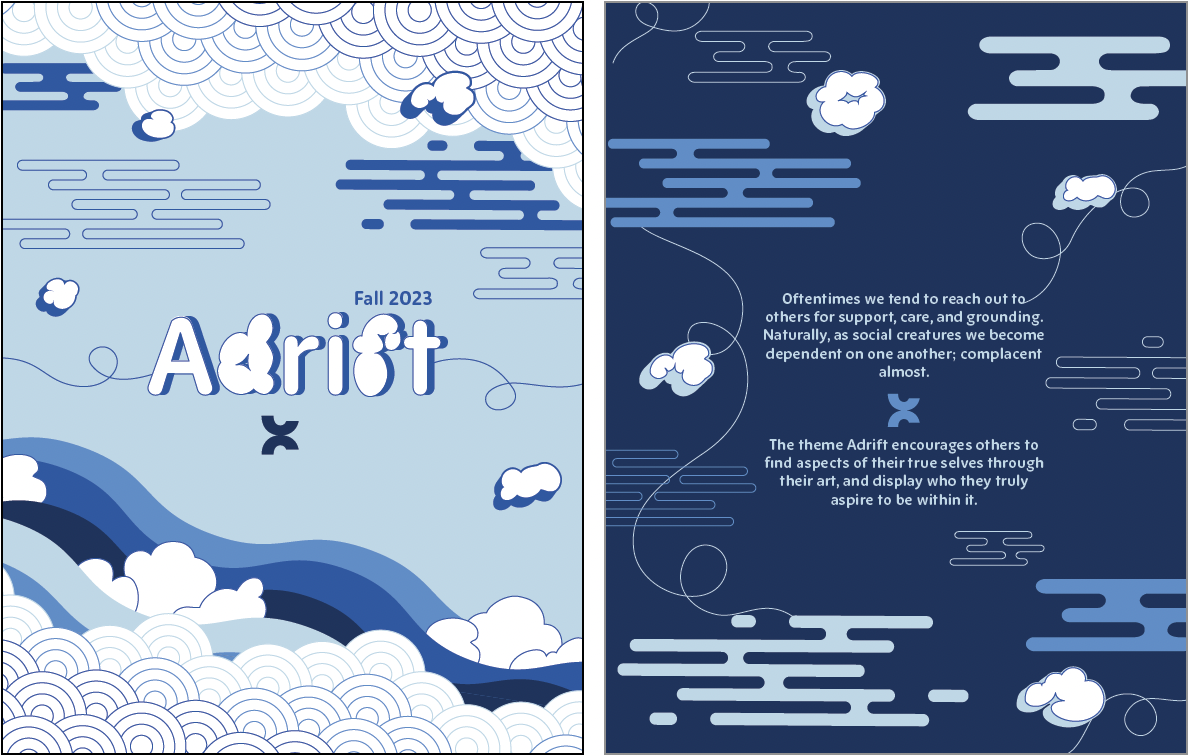 Fall 2023
Adrift
Oftentimes we tend to reach out to
others for support, care, and grounding.
Naturally, as social creatures we become
dependent on one another; complacent
almost.
The theme Adrift encourages others to
find aspects of their true selves through
their art, and display who they truly
aspire to be within it.